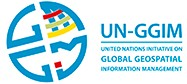 UN-GGIM
UNITED NATIONS INITIATIVE ON
GLOBAL GEOSPATIAL
INFORMATION MANAGEMENT